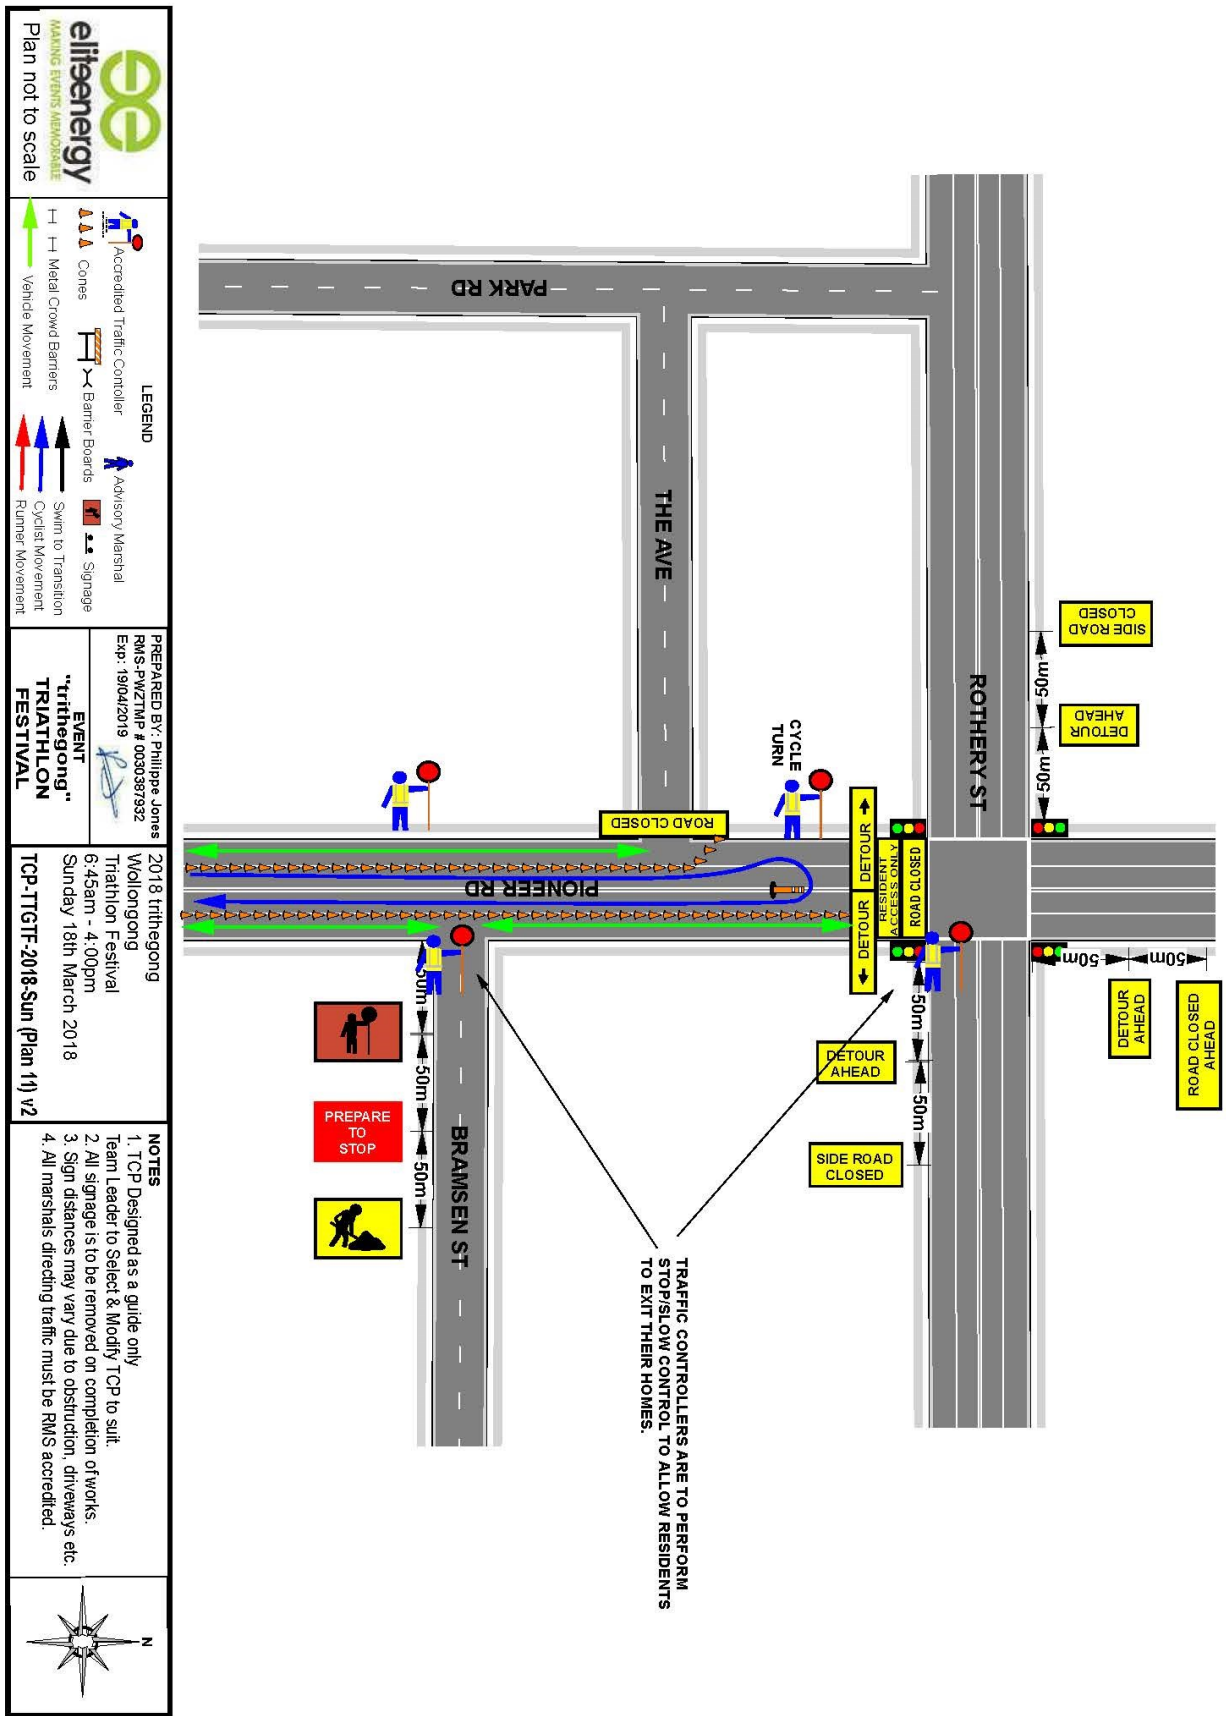 SIDE ROAD
CLOSED
50m
DETOUR
AHEAD
50m
ROTHERY ST
PARK RD
THE AVE
CYCLE
TURN
ROAD CLOSED
PIONEER RD
DETOUR
DETOUR
RESIDENT
ACCESS ONLY
ROAD CLOSED
50m
50m
DETOUR
AHEAD
ROAD CLOSED
AHEAD
50m
DETOUR
AHEAD
50m
SIDE ROAD
CLOSED
50m
50m
PREPARE
TO
STOP
50m
BRAMSEN ST
TRAFFIC CONTROLLERS ARE TO PERFORM
STOP/SLOW CONTROL TO ALLOW RESIDENTS
TO EXIT THEIR HOMES.
eliteenergy
MAKING EVENTS MEMORABLE
Plan not to scale
LEGEND
Accredited Traffic Contoller
Advisory Marshal
Cones
Barrier Boards
Signage
Metal Crowd Barriers
Swim to Transition
Cyclist Movement
Vehicle Movement
Runner Movement
PREPARED BY: Philippe Jones
RMS-PWZTMP # 0030387932
Exp: 19/04/2019
EVENT
"trithegong"
TRIATHLON
FESTIVAL
2018 trithegong
Wollongong
Triathlon Festival
6:45am - 4:00pm
Sunday 18th March 2018
TCP-TTGTF-2018-Sun (Plan 11) v2
NOTES
1. TCP Designed as a guide only
Team Leader to Select & Modify TCP to suit.
2. All signage is to be removed on completion of works.
3. Sign distances may vary due to obstruction, driveways etc.
4. All marshals directing traffic must be RMS accredited.
N